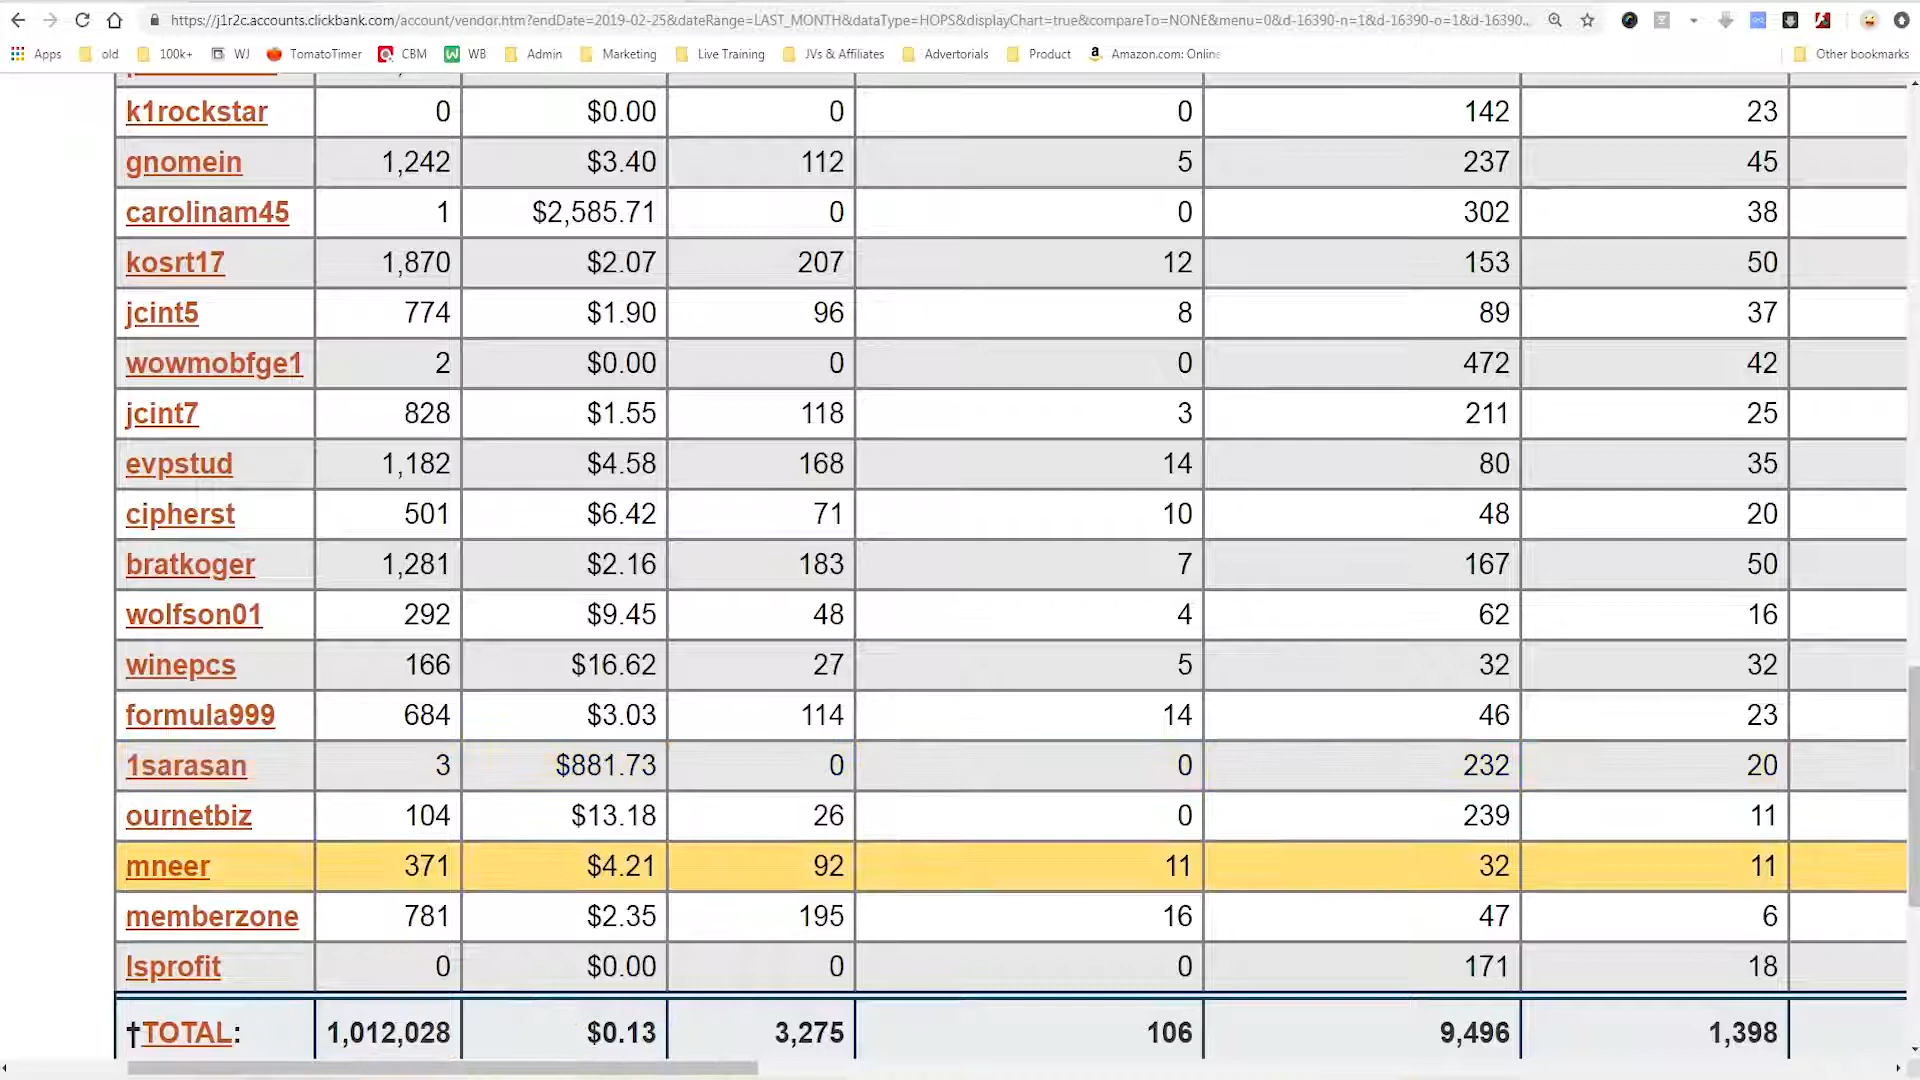 https://j1r2c.accounts.clickbank.com/account/vendor.htm?endDate=2019-02-25&dateRange=LAST_MONTH&dataType=HOPS&displayChart=true&compareTo=NONE&menu=0&d-16390-n=1&d-16390-o=1&d-16390...
Apps old 100k+ WJ TomatoTimer CBM WB Admin Marketing Live Training JVs & Affiliates Advertorials Product Amazon.com: Online Other bookmarks
k1rockstar 0 $0.00 0 0 142 23
gnomein 1,242 $3.40 112 5 237 45
carolinam45 1 $2,585.71 0 0 302 38
kosrt17 1,870 $2.07 207 12 153 50
jcint5 774 $1.90 96 8 89 37
wowmobfge1 2 $0.00 0 0 472 42
jcint7 828 $1.55 118 3 211 25
evpstud 1,182 $4.58 168 14 80 35
cipherst 501 $6.42 71 10 48 20
bratkoger 1,281 $2.16 183 7 167 50
wolfson01 292 $9.45 48 4 62 16
winepcs 166 $16.62 27 5 32 32
formula999 684 $3.03 114 14 46 23
1sarasan 3 $881.73 0 0 232 20
ournetbiz 104 $13.18 26 0 239 11
mneer 371 $4.21 92 11 32 11
memberzone 781 $2.35 195 16 47 6
lsprofit 0 $0.00 0 0 171 18
†TOTAL: 1,012,028 $0.13 3,275 106 9,496 1,398